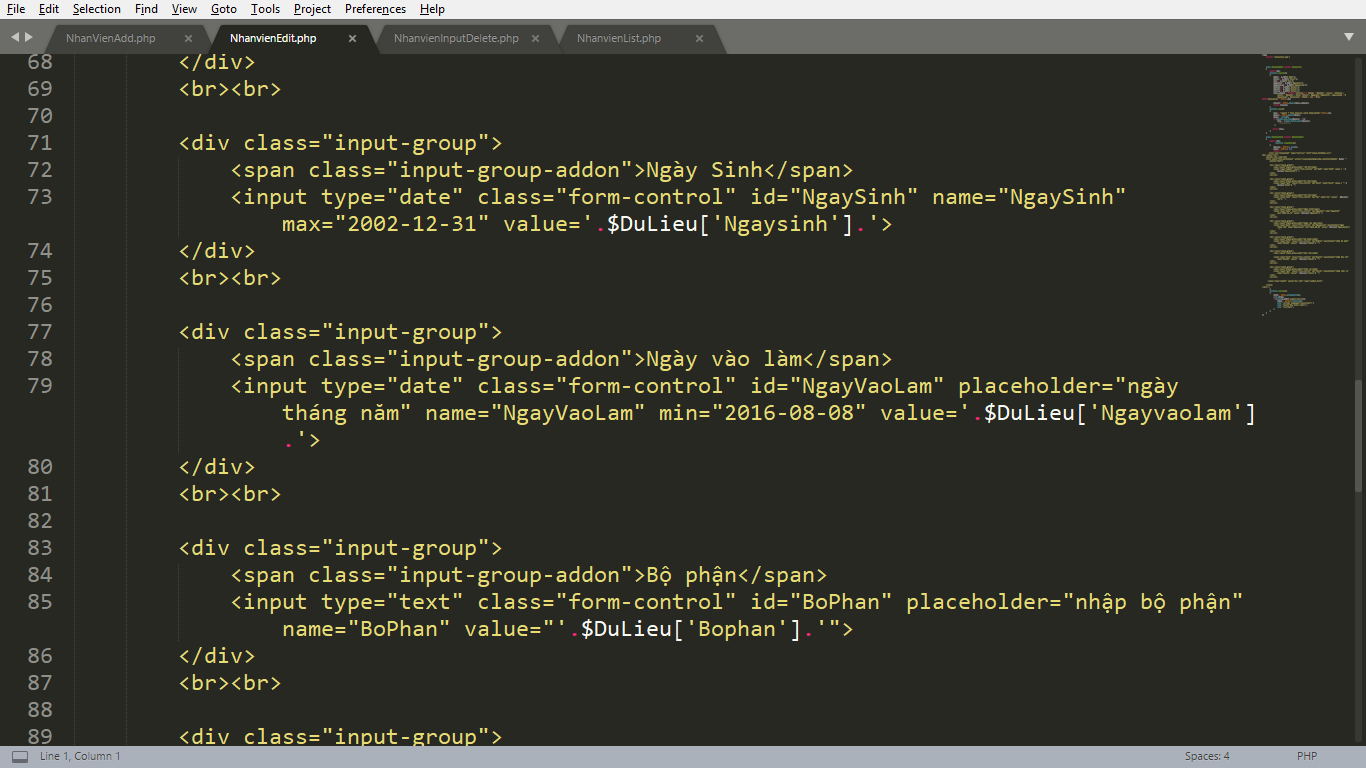 File Edit Selection Find View Goto Tools Project Preferences Help
NhanVienAdd.php × NhanvienEdit.php × NhanvienInputDelete.php × NhanvienList.php ×
68 </div>
69 <br><br>
70
71 <div class="input-group">
72 <span class="input-group-addon">Ngày Sinh</span>
73 <input type="date" class="form-control" id="NgaySinh" name="NgaySinh"
max="2002-12-31" value='.$DuLieu['Ngaysinh'].'>
74 </div>
75 <br><br>
76
77 <div class="input-group">
78 <span class="input-group-addon">Ngày vào làm</span>
79 <input type="date" class="form-control" id="NgayVaoLam" placeholder="ngày
tháng năm" name="NgayVaoLam" min="2016-08-08" value='.$DuLieu['Ngayvaolam']
.'>
80 </div>
81 <br><br>
82
83 <div class="input-group">
84 <span class="input-group-addon">Bộ phận</span>
85 <input type="text" class="form-control" id="BoPhan" placeholder="nhập bộ phận"
name="BoPhan" value="'.$DuLieu['Bophan'].'">
86 </div>
87 <br><br>
88
89 <div class="input-group">
Line 1, Column 1 Spaces: 4 PHP